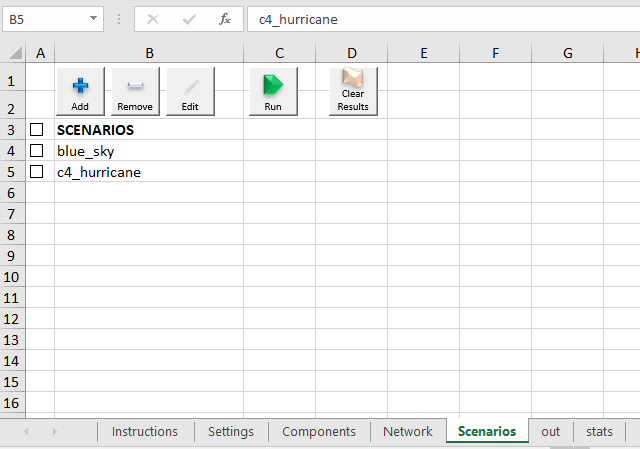 B5 fx c4_hurricane
A B C D E F G H
1
Add Remove Edit Run Clear Results
2
3 SCENARIOS
4 blue_sky
5 c4_hurricane
6
7
8
9
10
11
12
13
14
15
16
Instructions Settings Components Network Scenarios out stats